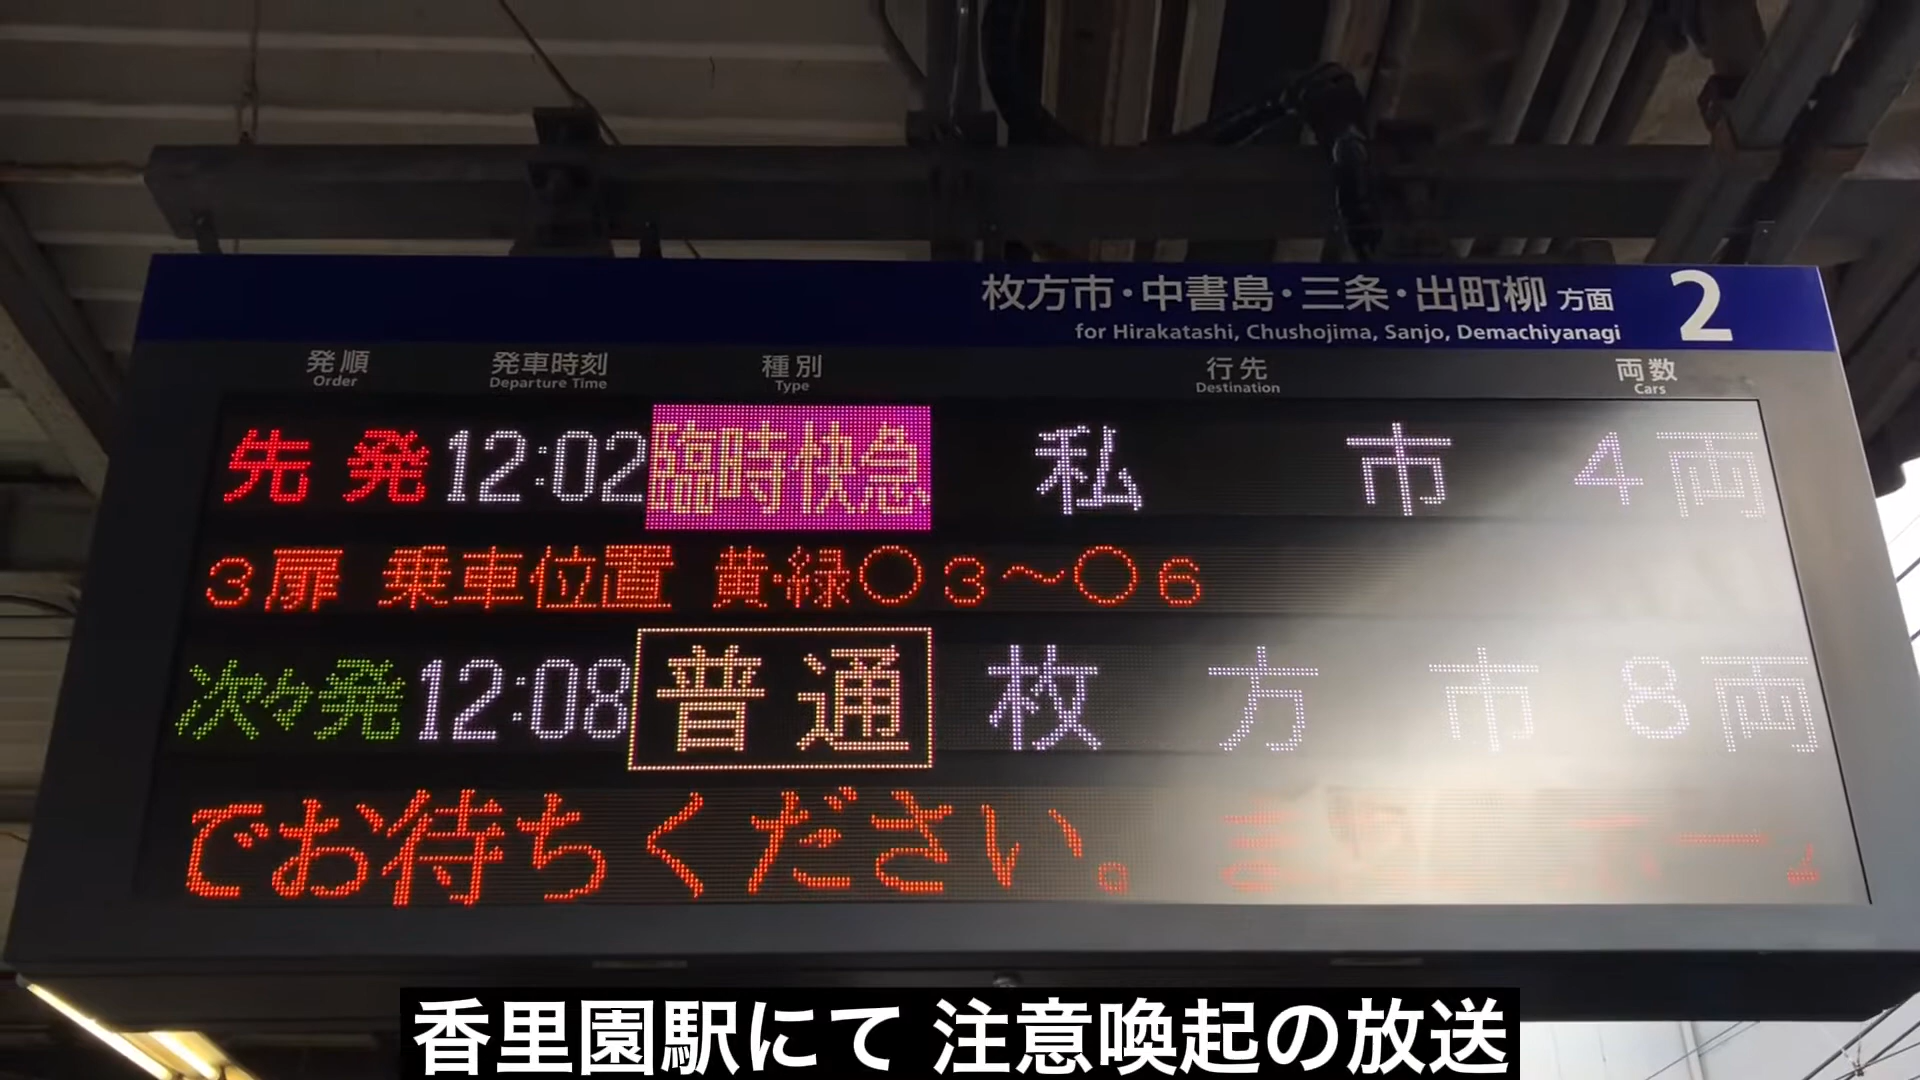 枚方市・中書島・三条・出町柳 方面 2
for Hirakatashi, Chushojima, Sanjo, Demachiyanagi
発順 発車時刻 種別 行先 両数
Order Departure Time Type Destination Cars
先発 12:02 臨時快急 私市 4両
3扉 乗車位置 黄・緑○3～○6
次々発 12:08 普通 枚方市 8両
でお待ちください。
香里園駅にて 注意喚起の放送